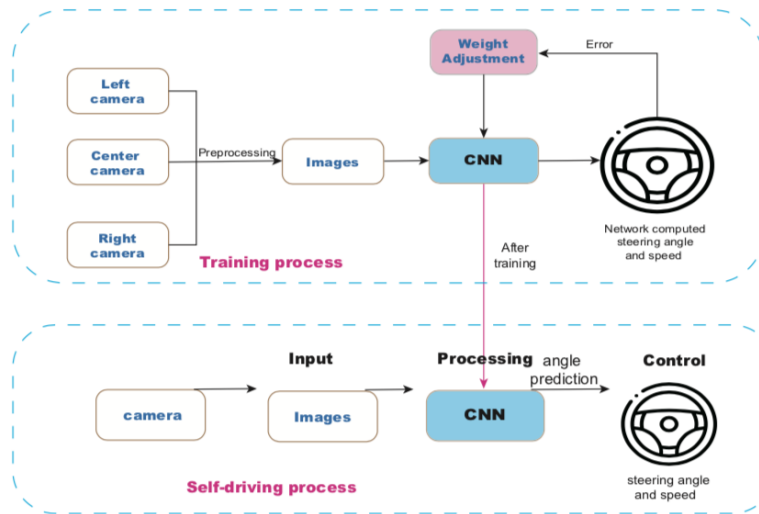 Weight
Adjustment
Error
Left
camera
Center
camera
Preprocessing
Images
CNN
Right
camera
Network computed
steering angle
and speed
Training process
After
training
Input
Processing
angle
prediction
Control
camera
Images
CNN
steering angle
and speed
Self-driving process